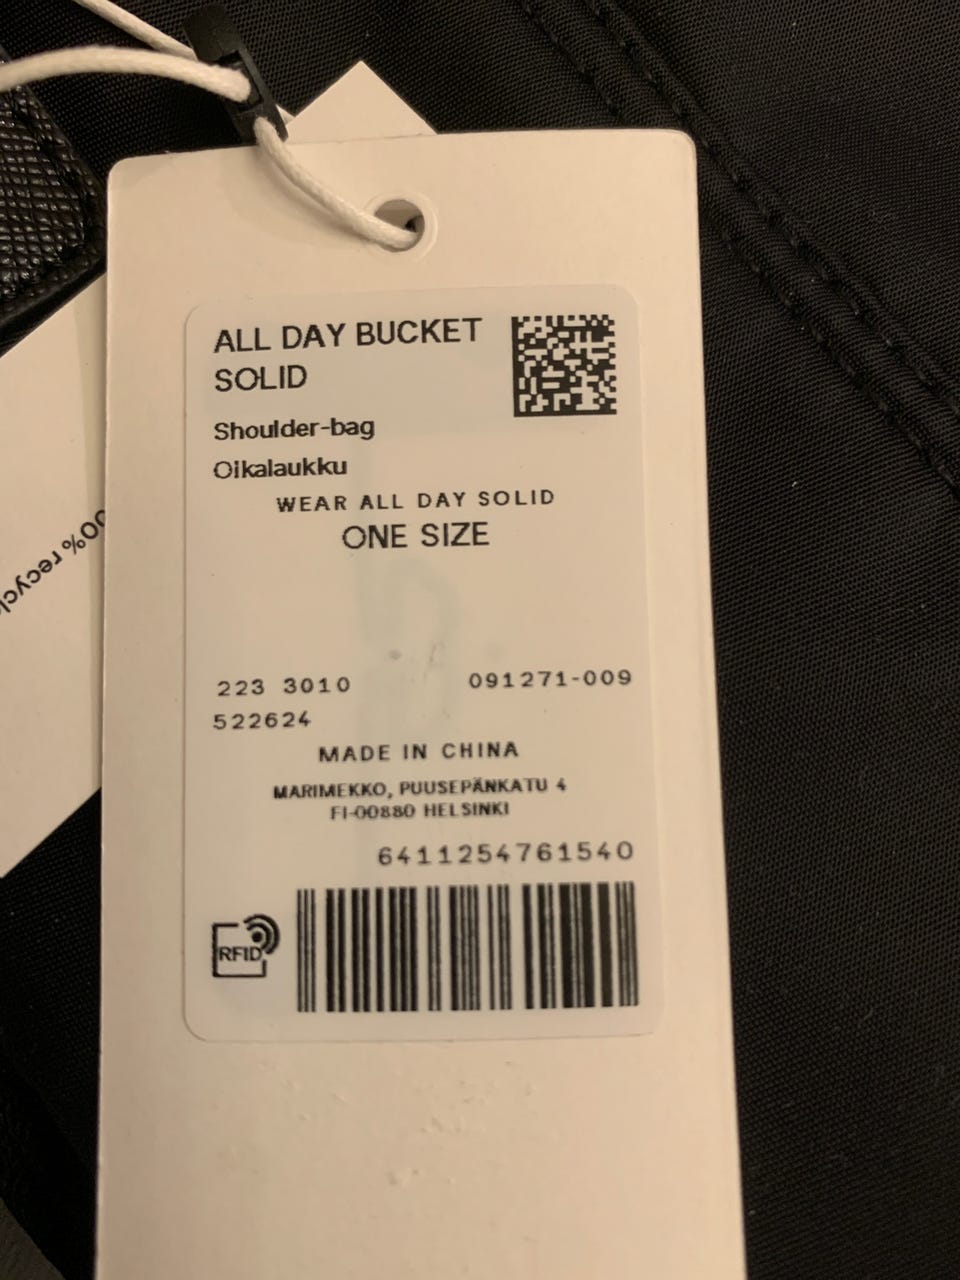 ALL DAY BUCKET
SOLID
Shoulder-bag
Oikalaukku
WEAR ALL DAY SOLID
ONE SIZE
223 3010
091271-009
522624
MADE IN CHINA
MARIMEKKO, PUUSEPÄNKATU 4
FI-00880 HELSINKI
6411254761540
RFID